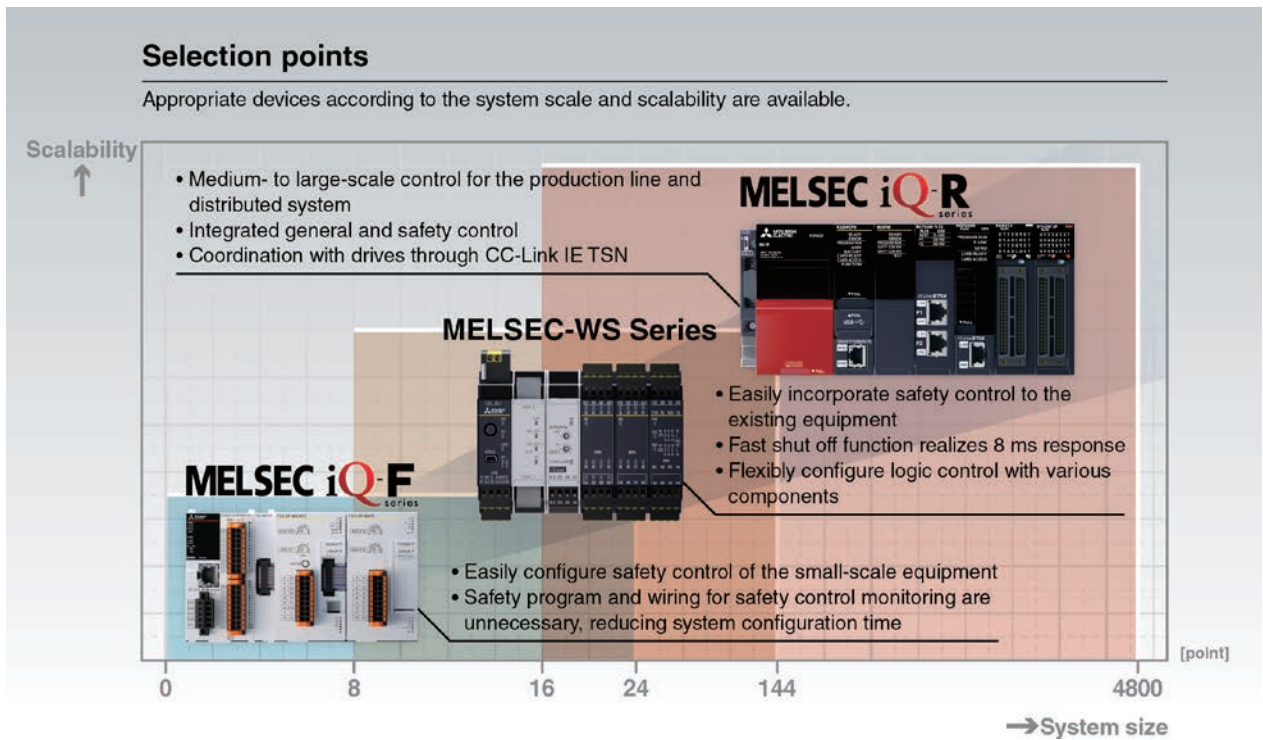 Selection points
Appropriate devices according to the system scale and scalability are available.
Scalability
• Medium- to large-scale control for the production line and
distributed system
• Integrated general and safety control
• Coordination with drives through CC-Link IE TSN
MELSEC iQ-R
series
MELSEC-WS Series
• Easily incorporate safety control to the
existing equipment
• Fast shut off function realizes 8 ms response
• Flexibly configure logic control with various
components
MELSEC iQ-F
series
• Easily configure safety control of the small-scale equipment
• Safety program and wiring for safety control monitoring are
unnecessary, reducing system configuration time
[point]
0 8 16 24 144 4800
→System size